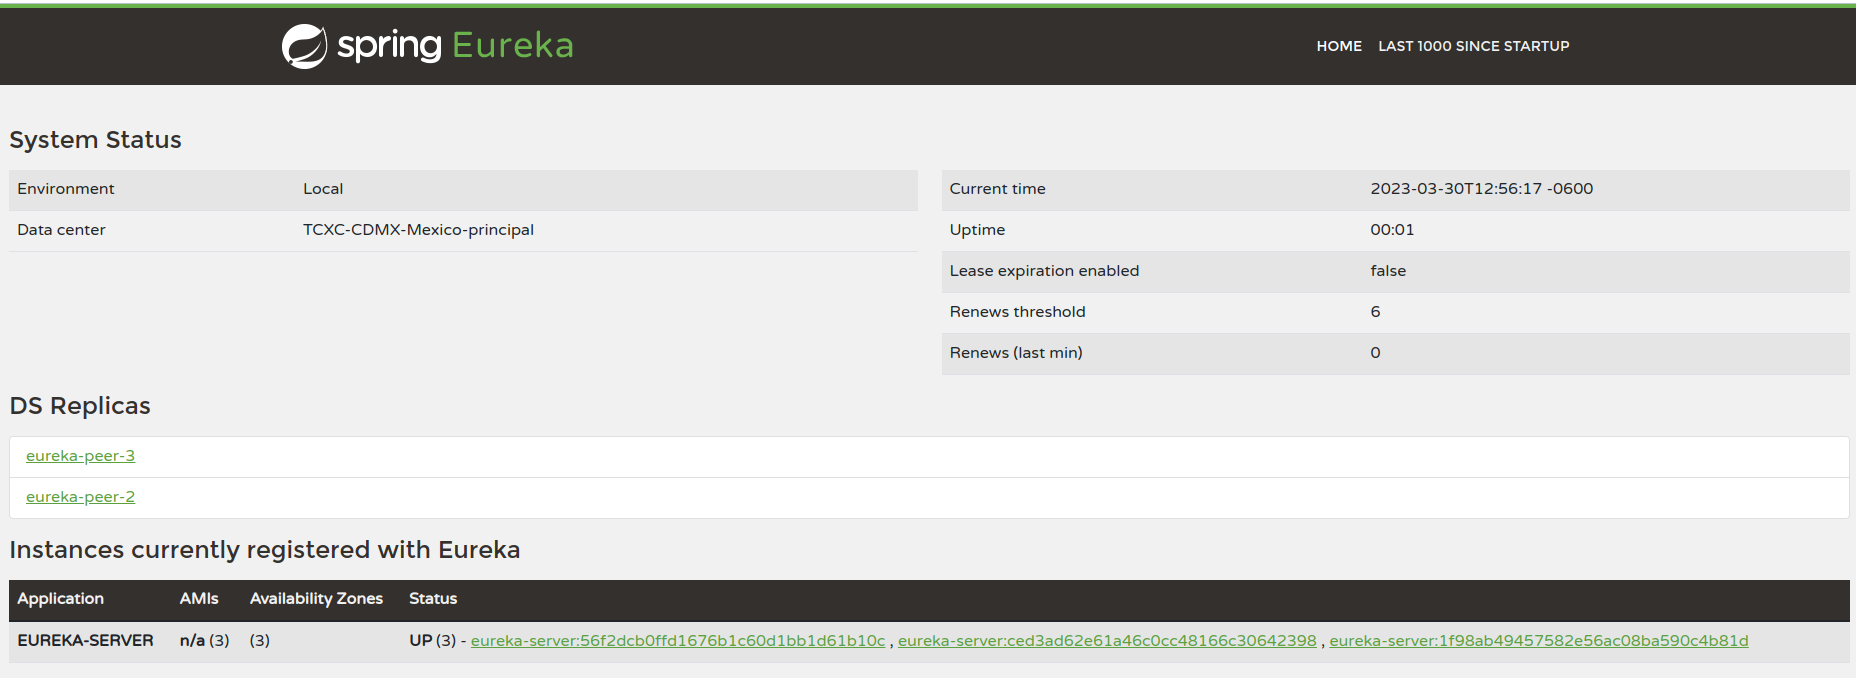 spring Eureka
HOME LAST 1000 SINCE STARTUP
System Status
Environment Local
Data center TCXC-CDMX-Mexico-principal
Current time 2023-03-30T12:56:17 -0600
Uptime 00:01
Lease expiration enabled false
Renews threshold 6
Renews (last min) 0
DS Replicas
eureka-peer-3
eureka-peer-2
Instances currently registered with Eureka
Application AMIs Availability Zones Status
EUREKA-SERVER n/a (3) (3) UP (3) - eureka-server:56f2dcb0ffd1676b1c60d1bb1d61b10c , eureka-server:ced3ad62e61a46c0cc48166c30642398 , eureka-server:1f98ab49457582e56ac08ba590c4b81d